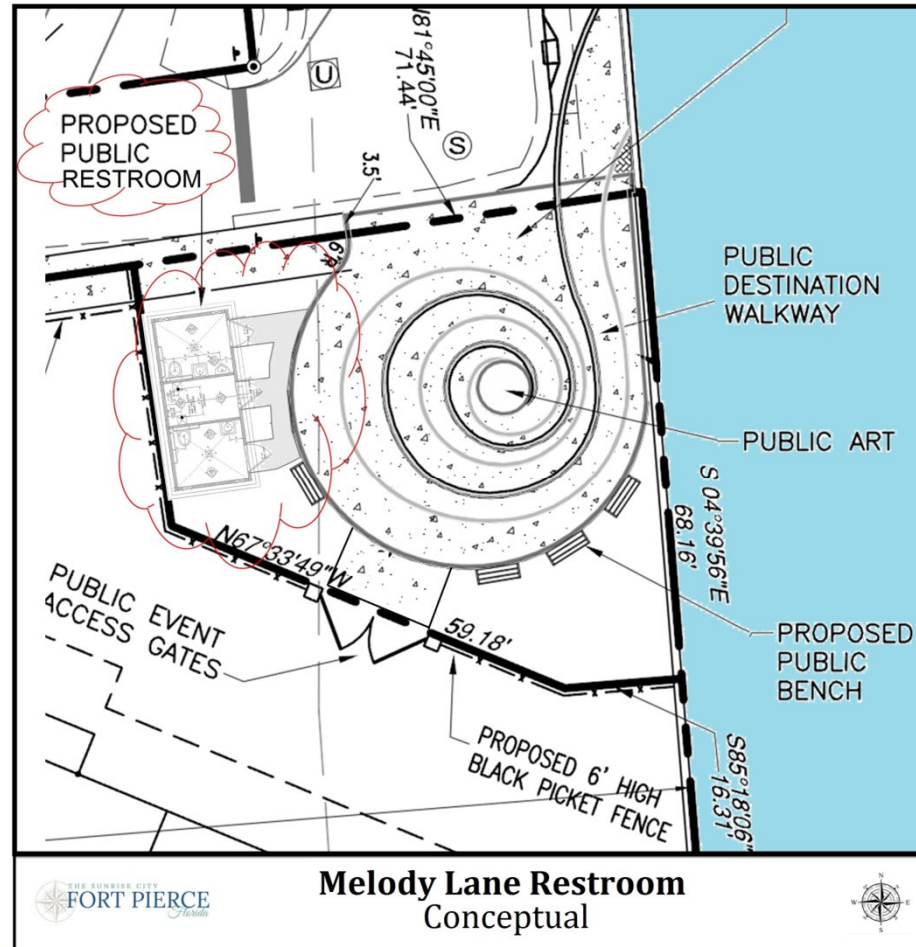 N81°45'00"E
71.44'
U
S
PROPOSED
PUBLIC
RESTROOM
3.5'
6'
PUBLIC
DESTINATION
WALKWAY
PUBLIC ART
S 04°39'56"E
68.16'
N67°33'49"W
59.18'
PUBLIC EVENT
ACCESS GATES
PROPOSED
PUBLIC
BENCH
PROPOSED 6' HIGH
BLACK PICKET FENCE
S85°18'06"
16.31'
THE SUNRISE CITY
FORT PIERCE
Florida
Melody Lane Restroom
Conceptual
N
W
E
S